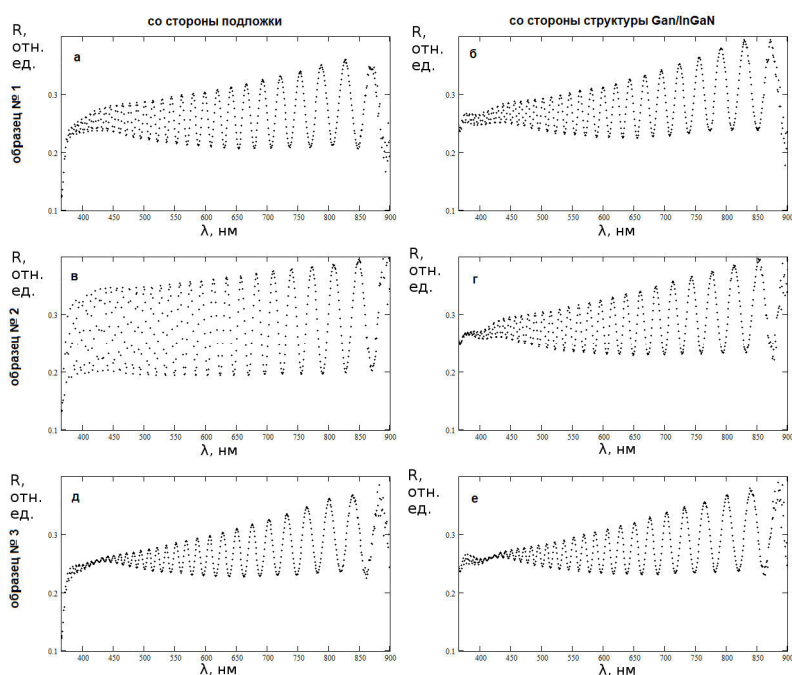 со стороны подложки
со стороны структуры Gan/InGaN
образец № 1
R,
отн.
ед.
а
0.3
0.2
0.1
400 450 500 550 600 650 700 750 800 850 900
λ, нм
R,
отн.
ед.
б
0.3
0.2
0.1
400 450 500 550 600 650 700 750 800 850 900
λ, нм
образец № 2
R,
отн.
ед.
в
0.3
0.2
0.1
400 450 500 550 600 650 700 750 800 850 900
λ, нм
R,
отн.
ед.
г
0.3
0.2
0.1
400 450 500 550 600 650 700 750 800 850 900
λ, нм
образец № 3
R,
отн.
ед.
д
0.3
0.2
0.1
400 450 500 550 600 650 700 750 800 850 900
λ, нм
R,
отн.
ед.
е
0.3
0.2
0.1
400 450 500 550 600 650 700 750 800 850 900
λ, нм